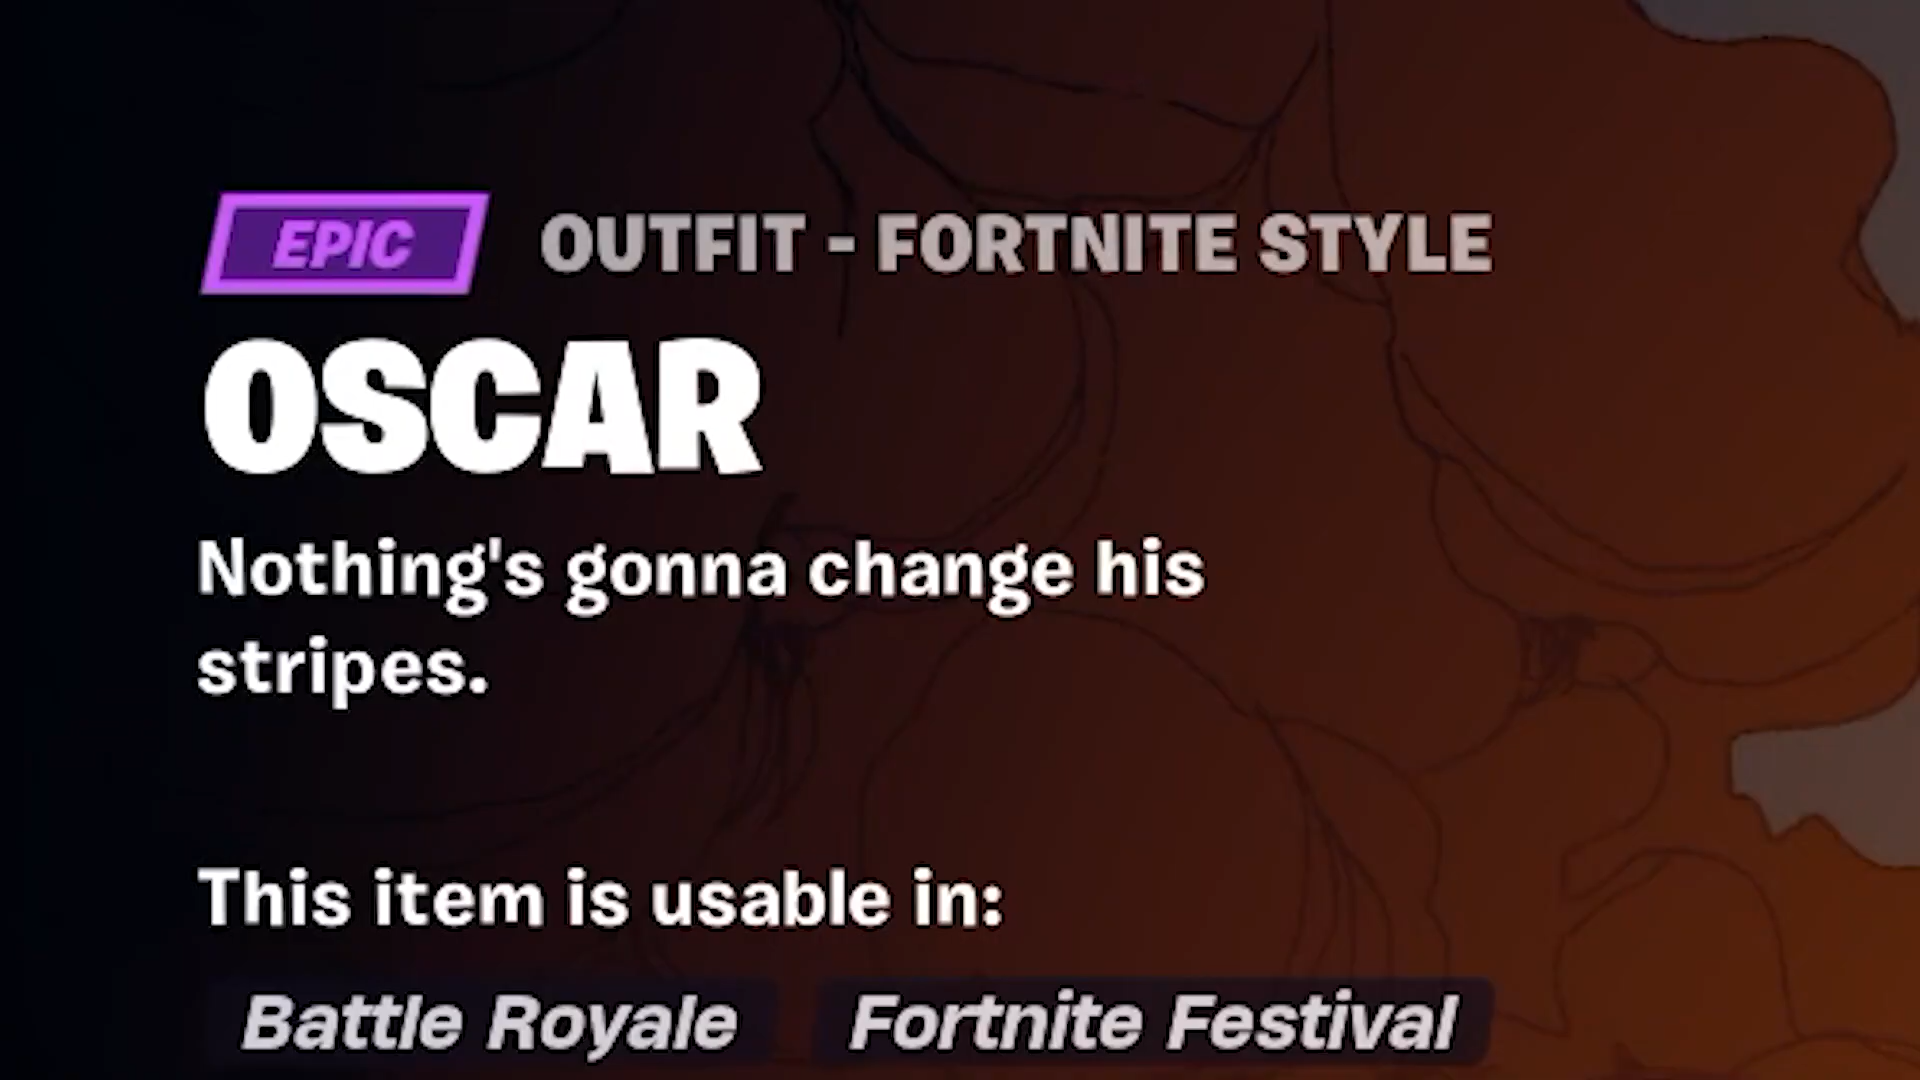 EPIC OUTFIT - FORTNITE STYLE
OSCAR
Nothing's gonna change his
stripes.
This item is usable in:
Battle Royale Fortnite Festival